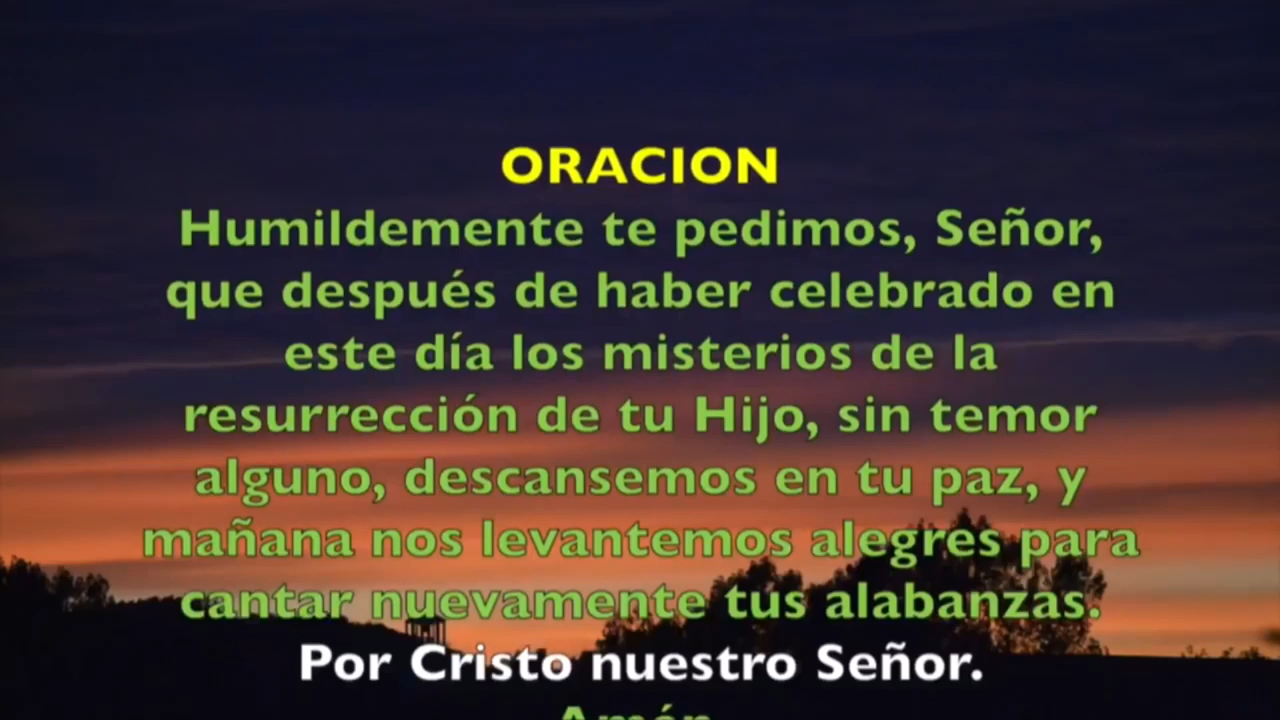 ORACION
Humildemente te pedimos, Señor,
que después de haber celebrado en
este día los misterios de la
resurrección de tu Hijo, sin temor
alguno, descansemos en tu paz, y
mañana nos levantemos alegres para
cantar nuevamente tus alabanzas.
Por Cristo nuestro Señor.
Amén